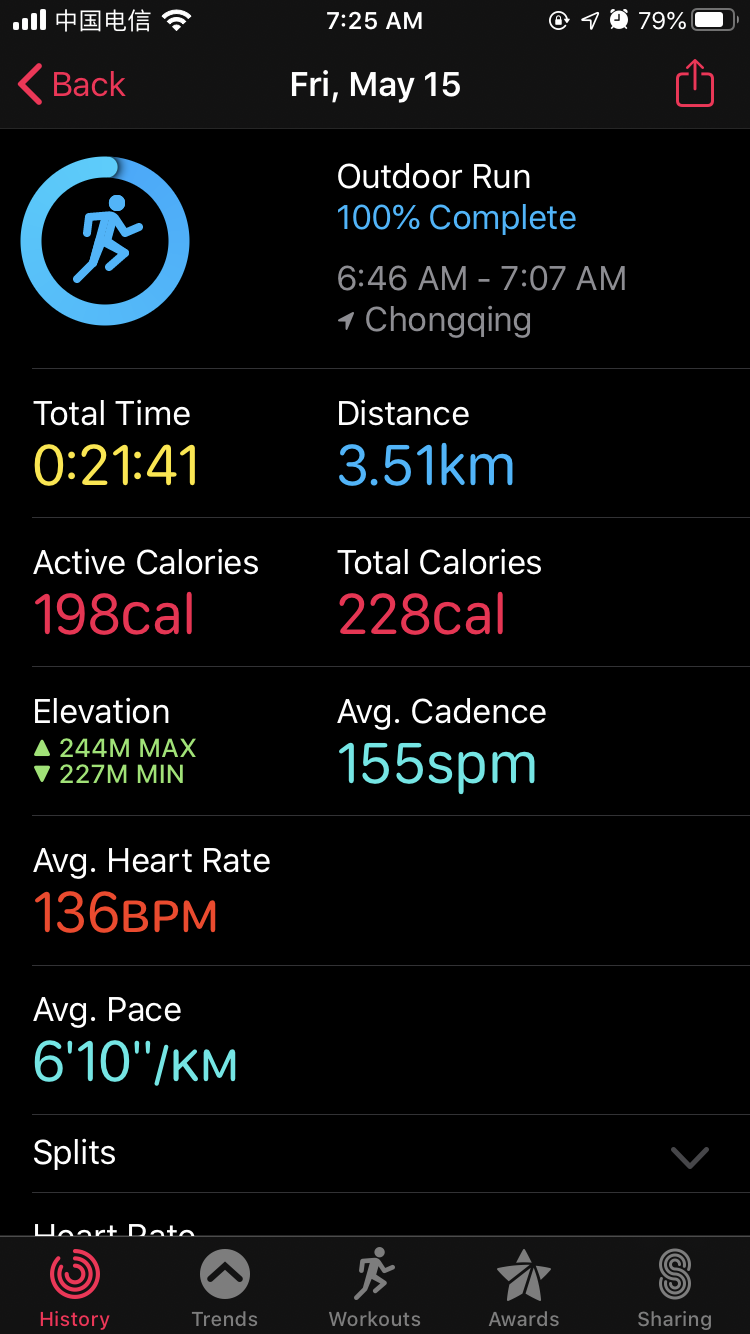 中国电信 7:25 AM 79%
Back Fri, May 15
Outdoor Run
100% Complete
6:46 AM - 7:07 AM
Chongqing
Total Time Distance
0:21:41 3.51km
Active Calories Total Calories
198cal 228cal
Elevation Avg. Cadence
244M MAX 155spm
227M MIN
Avg. Heart Rate
136BPM
Avg. Pace
6'10"/KM
Splits
Heart Rate
History Trends Workouts Awards Sharing